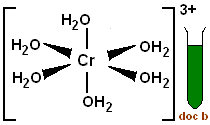 3+
H₂O
H₂O OH₂
Cr
H₂O OH₂
OH₂
doc b